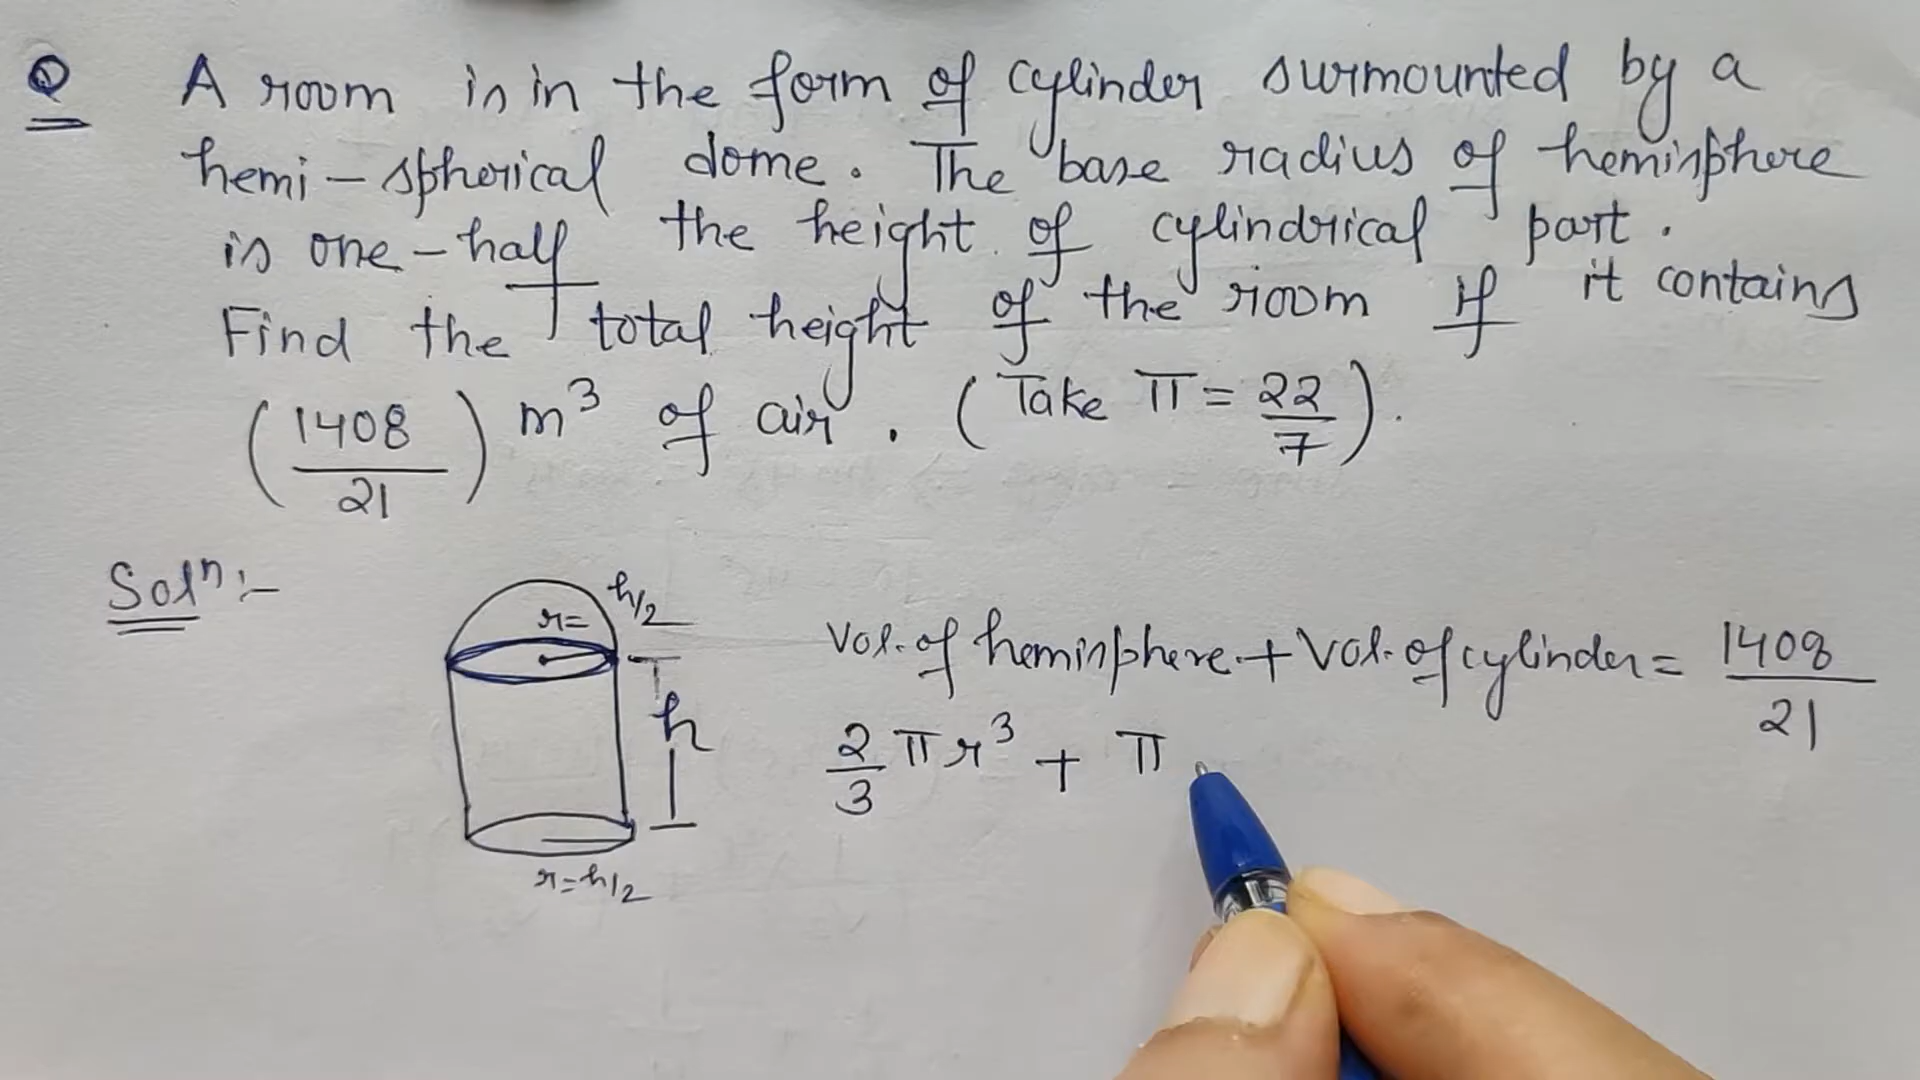 Q A room is in the form of cylinder surmounted by a
hemi-spherical dome. The base radius of hemisphere
is one-half the height of cylindrical part.
Find the total height of the room if it contains
(1408/21) m³ of air. (Take π = 22/7).
Solⁿ:-
r= h/2
h
r=h/2
Vol. of hemisphere + Vol. of cylinder = 1408/21
2/3 πr³ + π